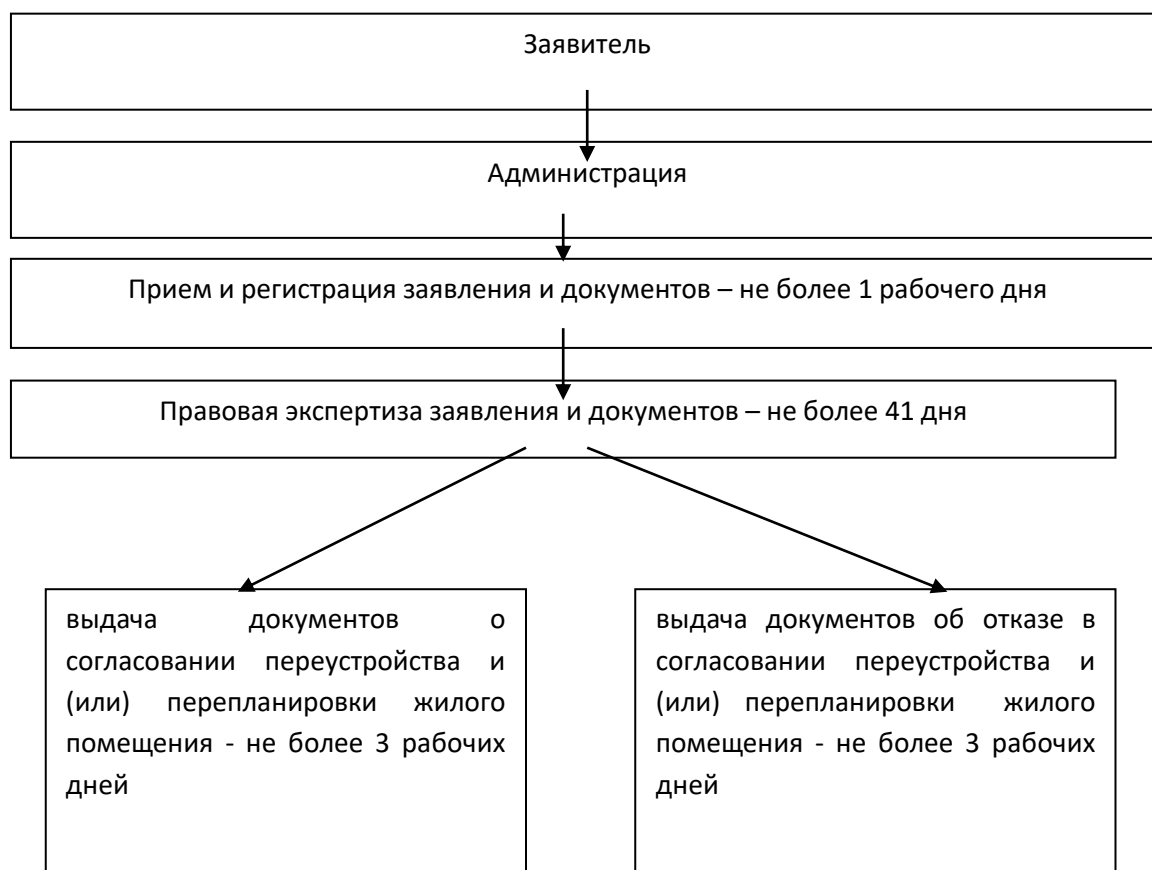 Заявитель
Администрация
Прием и регистрация заявления и документов – не более 1 рабочего дня
Правовая экспертиза заявления и документов – не более 41 дня
выдача документов о
согласовании переустройства и
(или) перепланировки жилого
помещения - не более 3 рабочих
дней
выдача документов об отказе в
согласовании переустройства и
(или) перепланировки жилого
помещения - не более 3 рабочих
дней